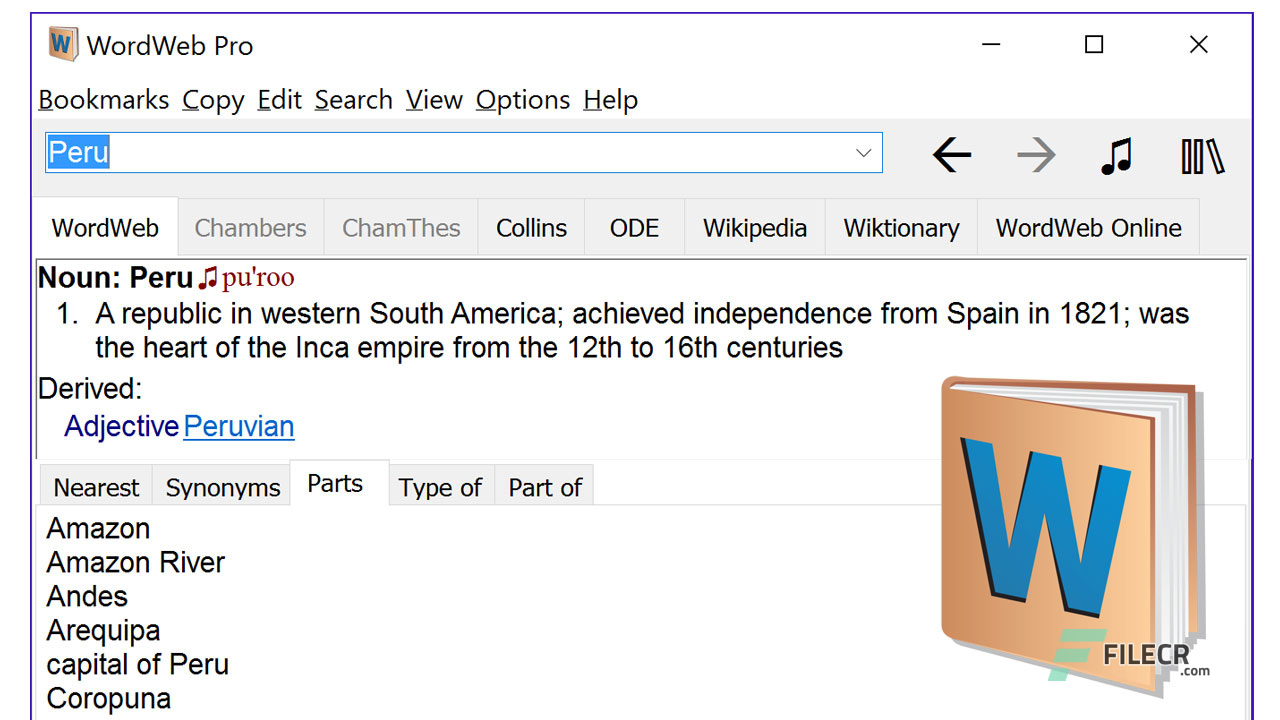 W WordWeb Pro
Bookmarks Copy Edit Search View Options Help
Peru
WordWeb Chambers ChamThes Collins ODE Wikipedia Wiktionary WordWeb Online
Noun: Peru pu'roo
1. A republic in western South America; achieved independence from Spain in 1821; was
the heart of the Inca empire from the 12th to 16th centuries
Derived:
Adjective Peruvian
Nearest Synonyms Parts Type of Part of
Amazon
Amazon River
Andes
Arequipa
capital of Peru
Coropuna
W
FILECR
.com